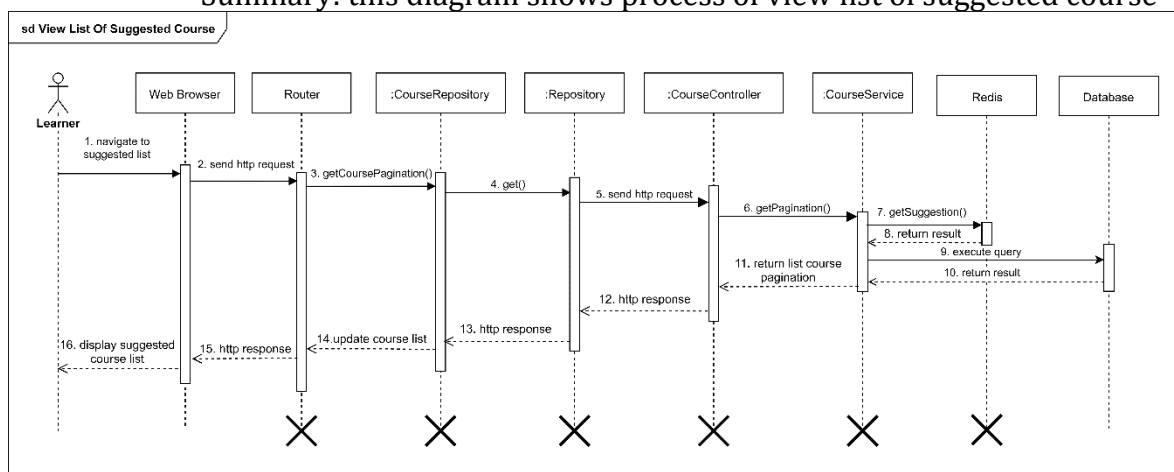 Summary: this diagram shows process of view list of suggested course
sd View List Of Suggested Course
Learner
Web Browser
Router
:CourseRepository
:Repository
:CourseController
:CourseService
Redis
Database
1. navigate to
suggested list
2. send http request
3. getCoursePagination()
4. get()
5. send http request
6. getPagination()
7. getSuggestion()
8. return result
9. execute query
10. return result
11. return list course
pagination
12. http response
13. http response
14.update course list
15. http response
16. display suggested
course list